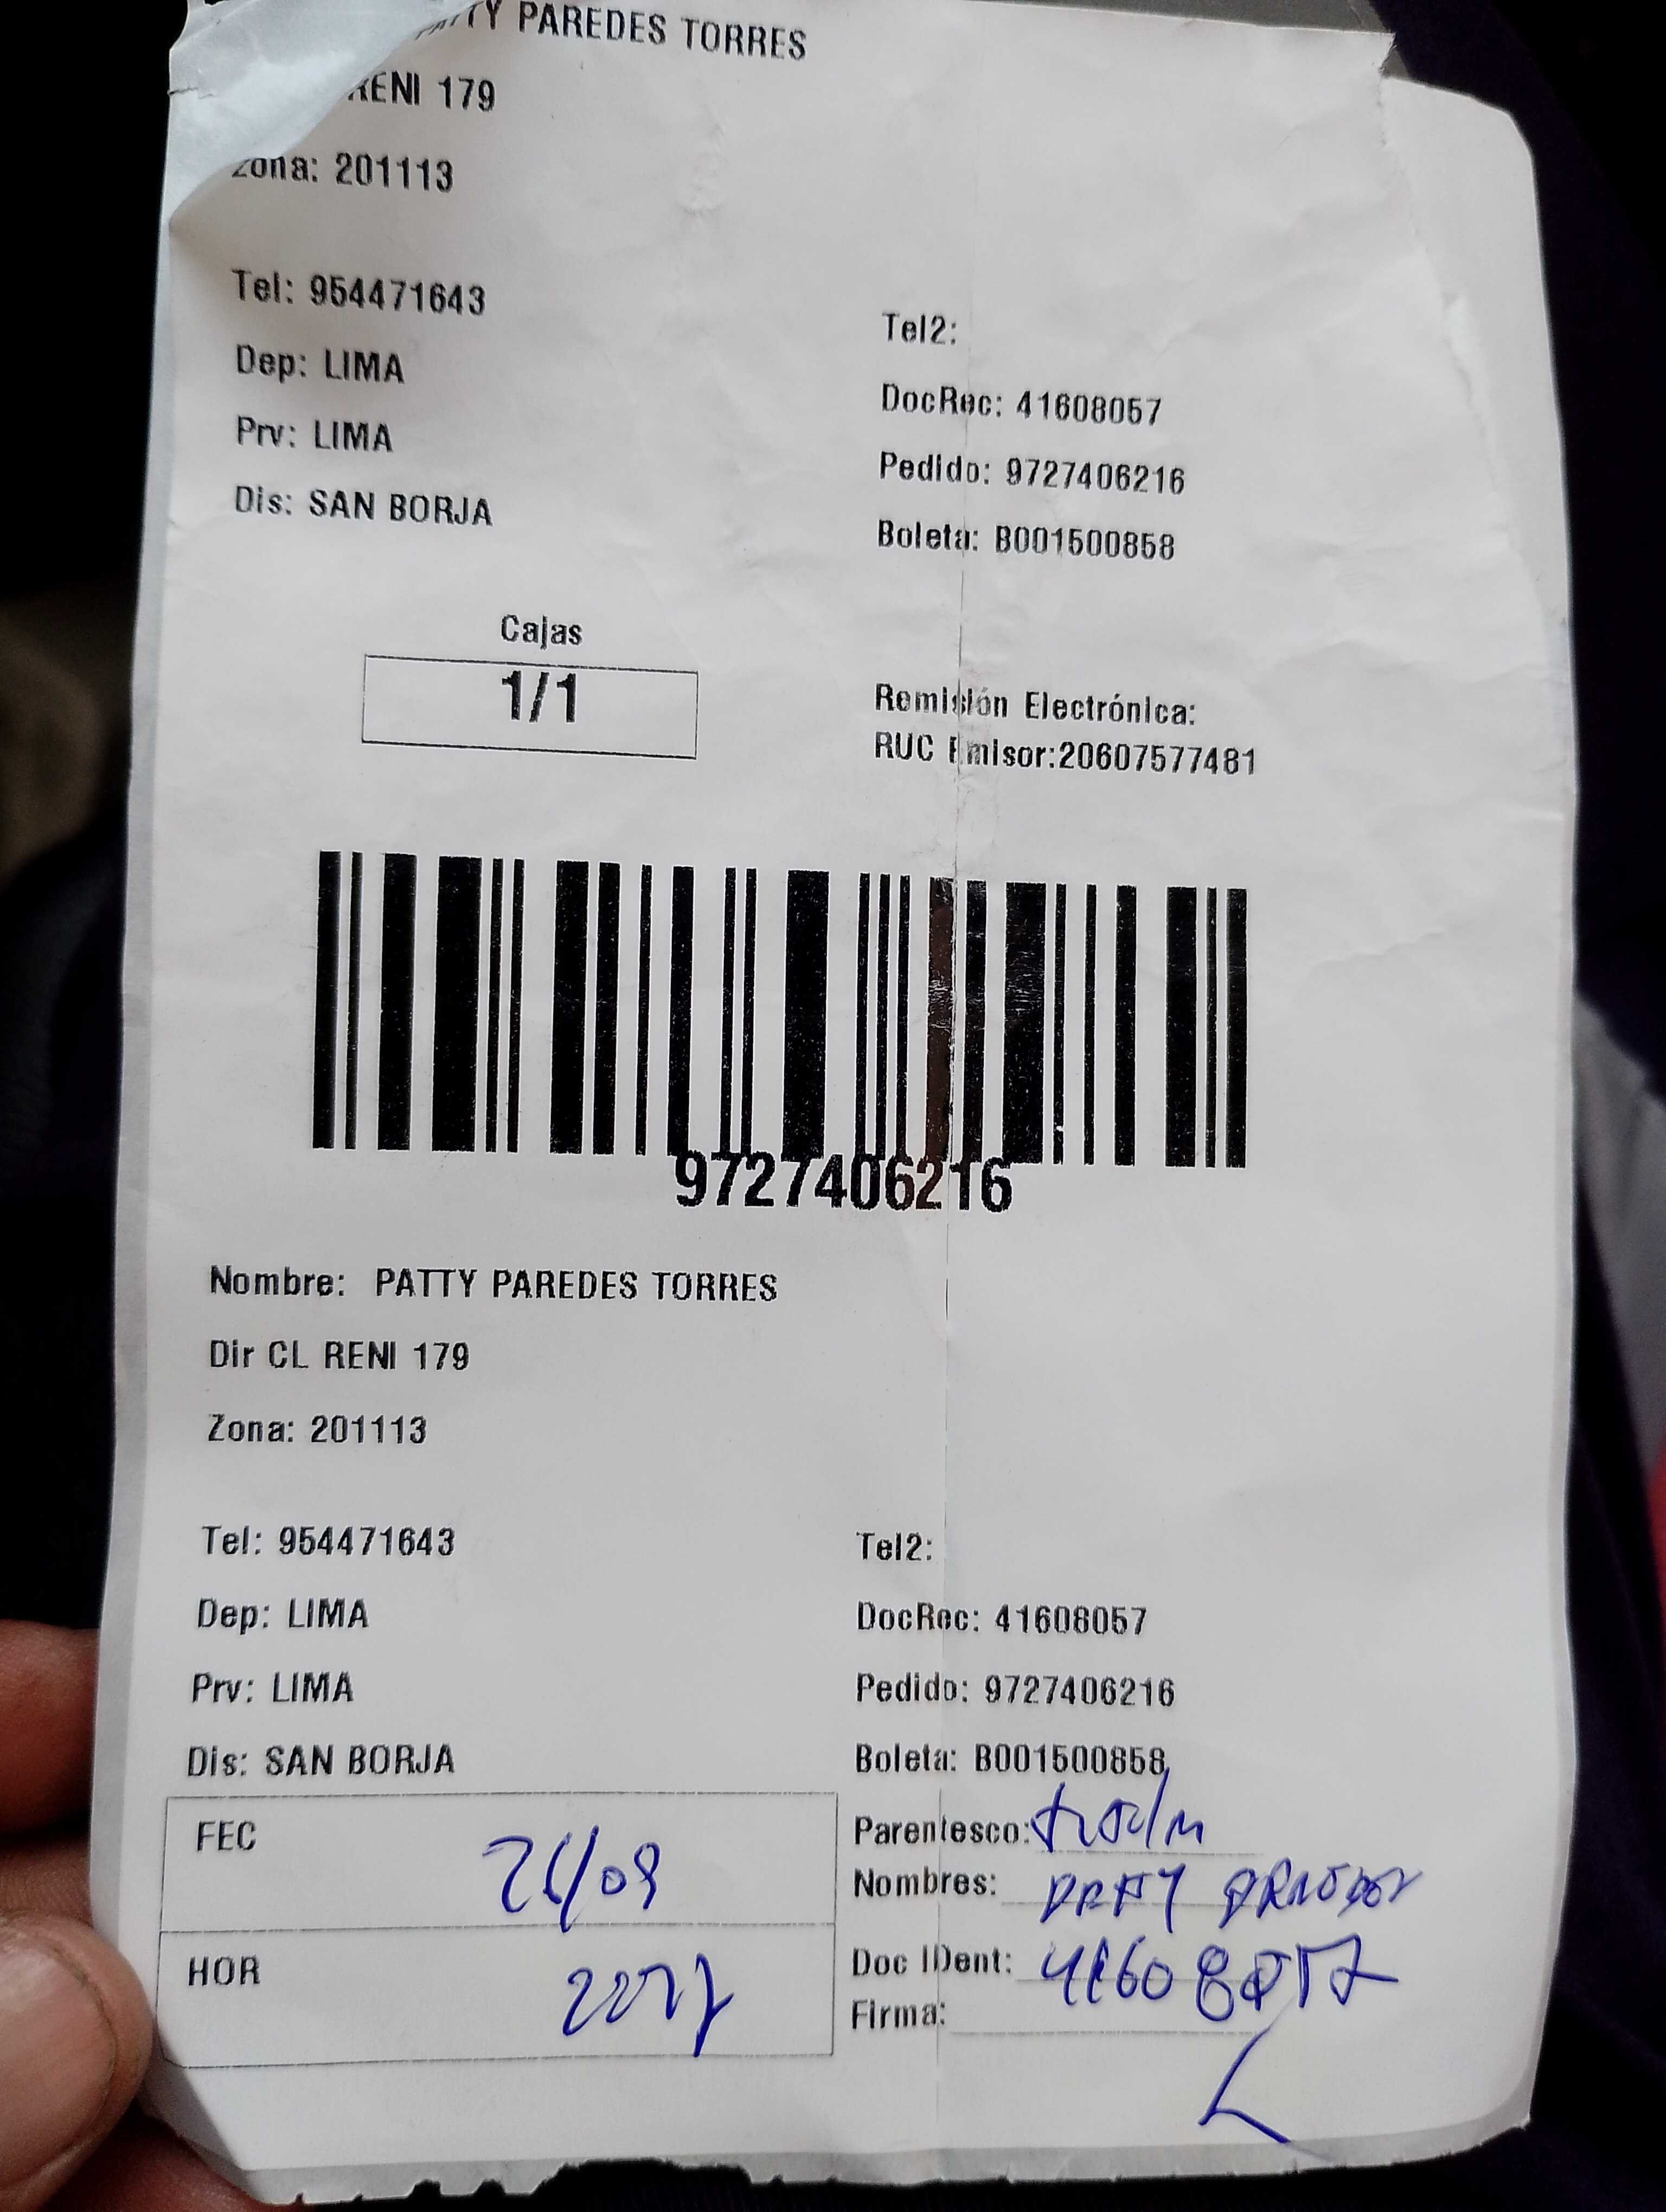 PATTY PAREDES TORRES
RENI 179
Zona: 201113
Tel: 954471643
Tel2:
Dep: LIMA
DocRec: 41608057
Prv: LIMA
Pedido: 9727406216
Dis: SAN BORJA
Boleta: B001500858
Cajas
1/1
Remisión Electrónica:
RUC Emisor:20607577481
9727406216
Nombre: PATTY PAREDES TORRES
Dir CL RENI 179
Zona: 201113
Tel: 954471643
Tel2:
Dep: LIMA
DocRec: 41608057
Prv: LIMA
Pedido: 9727406216
Dis: SAN BORJA
Boleta: B001500858
FEC
Parentesco:
Nombres:
HOR
Doc IDent: 41608057
Firma: